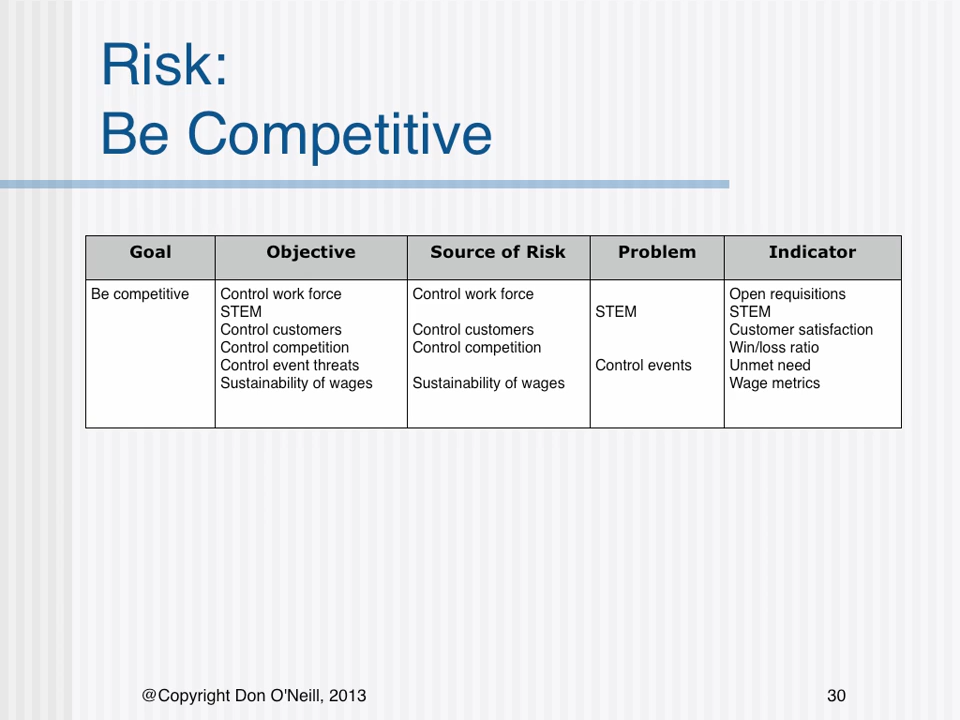 Risk:
Be Competitive
Goal Objective Source of Risk Problem Indicator
Be competitive Control work force Control work force Open requisitions
STEM STEM STEM
Control customers Control customers Customer satisfaction
Control competition Control competition Win/loss ratio
Control event threats Control events Unmet need
Sustainability of wages Sustainability of wages Wage metrics
@Copyright Don O'Neill, 2013 30